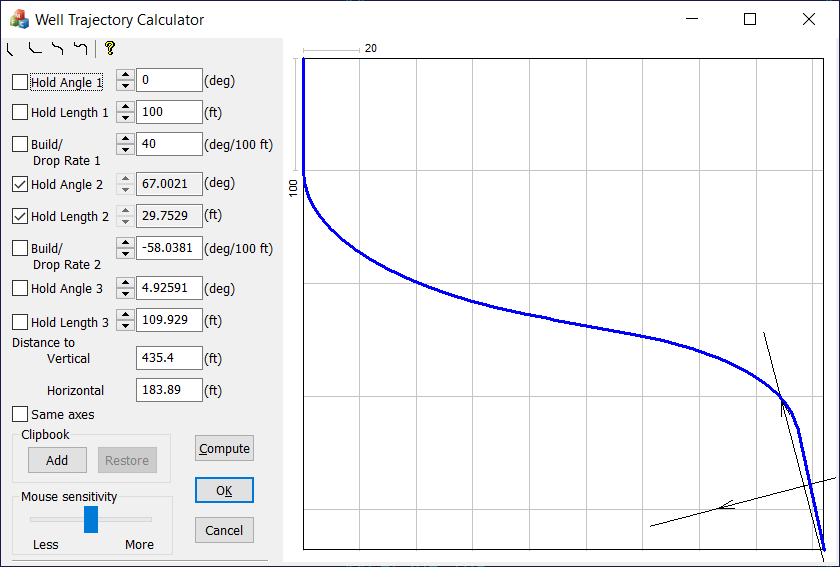 Well Trajectory Calculator
Hold Angle 1 0 (deg)
Hold Length 1 100 (ft)
Build/
Drop Rate 1 40 (deg/100 ft)
Hold Angle 2 67.0021 (deg)
Hold Length 2 29.7529 (ft)
Build/
Drop Rate 2 -58.0381 (deg/100 ft)
Hold Angle 3 4.92591 (deg)
Hold Length 3 109.929 (ft)
Distance to
Vertical 435.4 (ft)
Horizontal 183.89 (ft)
Same axes
Clipbook
Add Restore
Compute
OK
Cancel
Mouse sensitivity
Less More
20
100